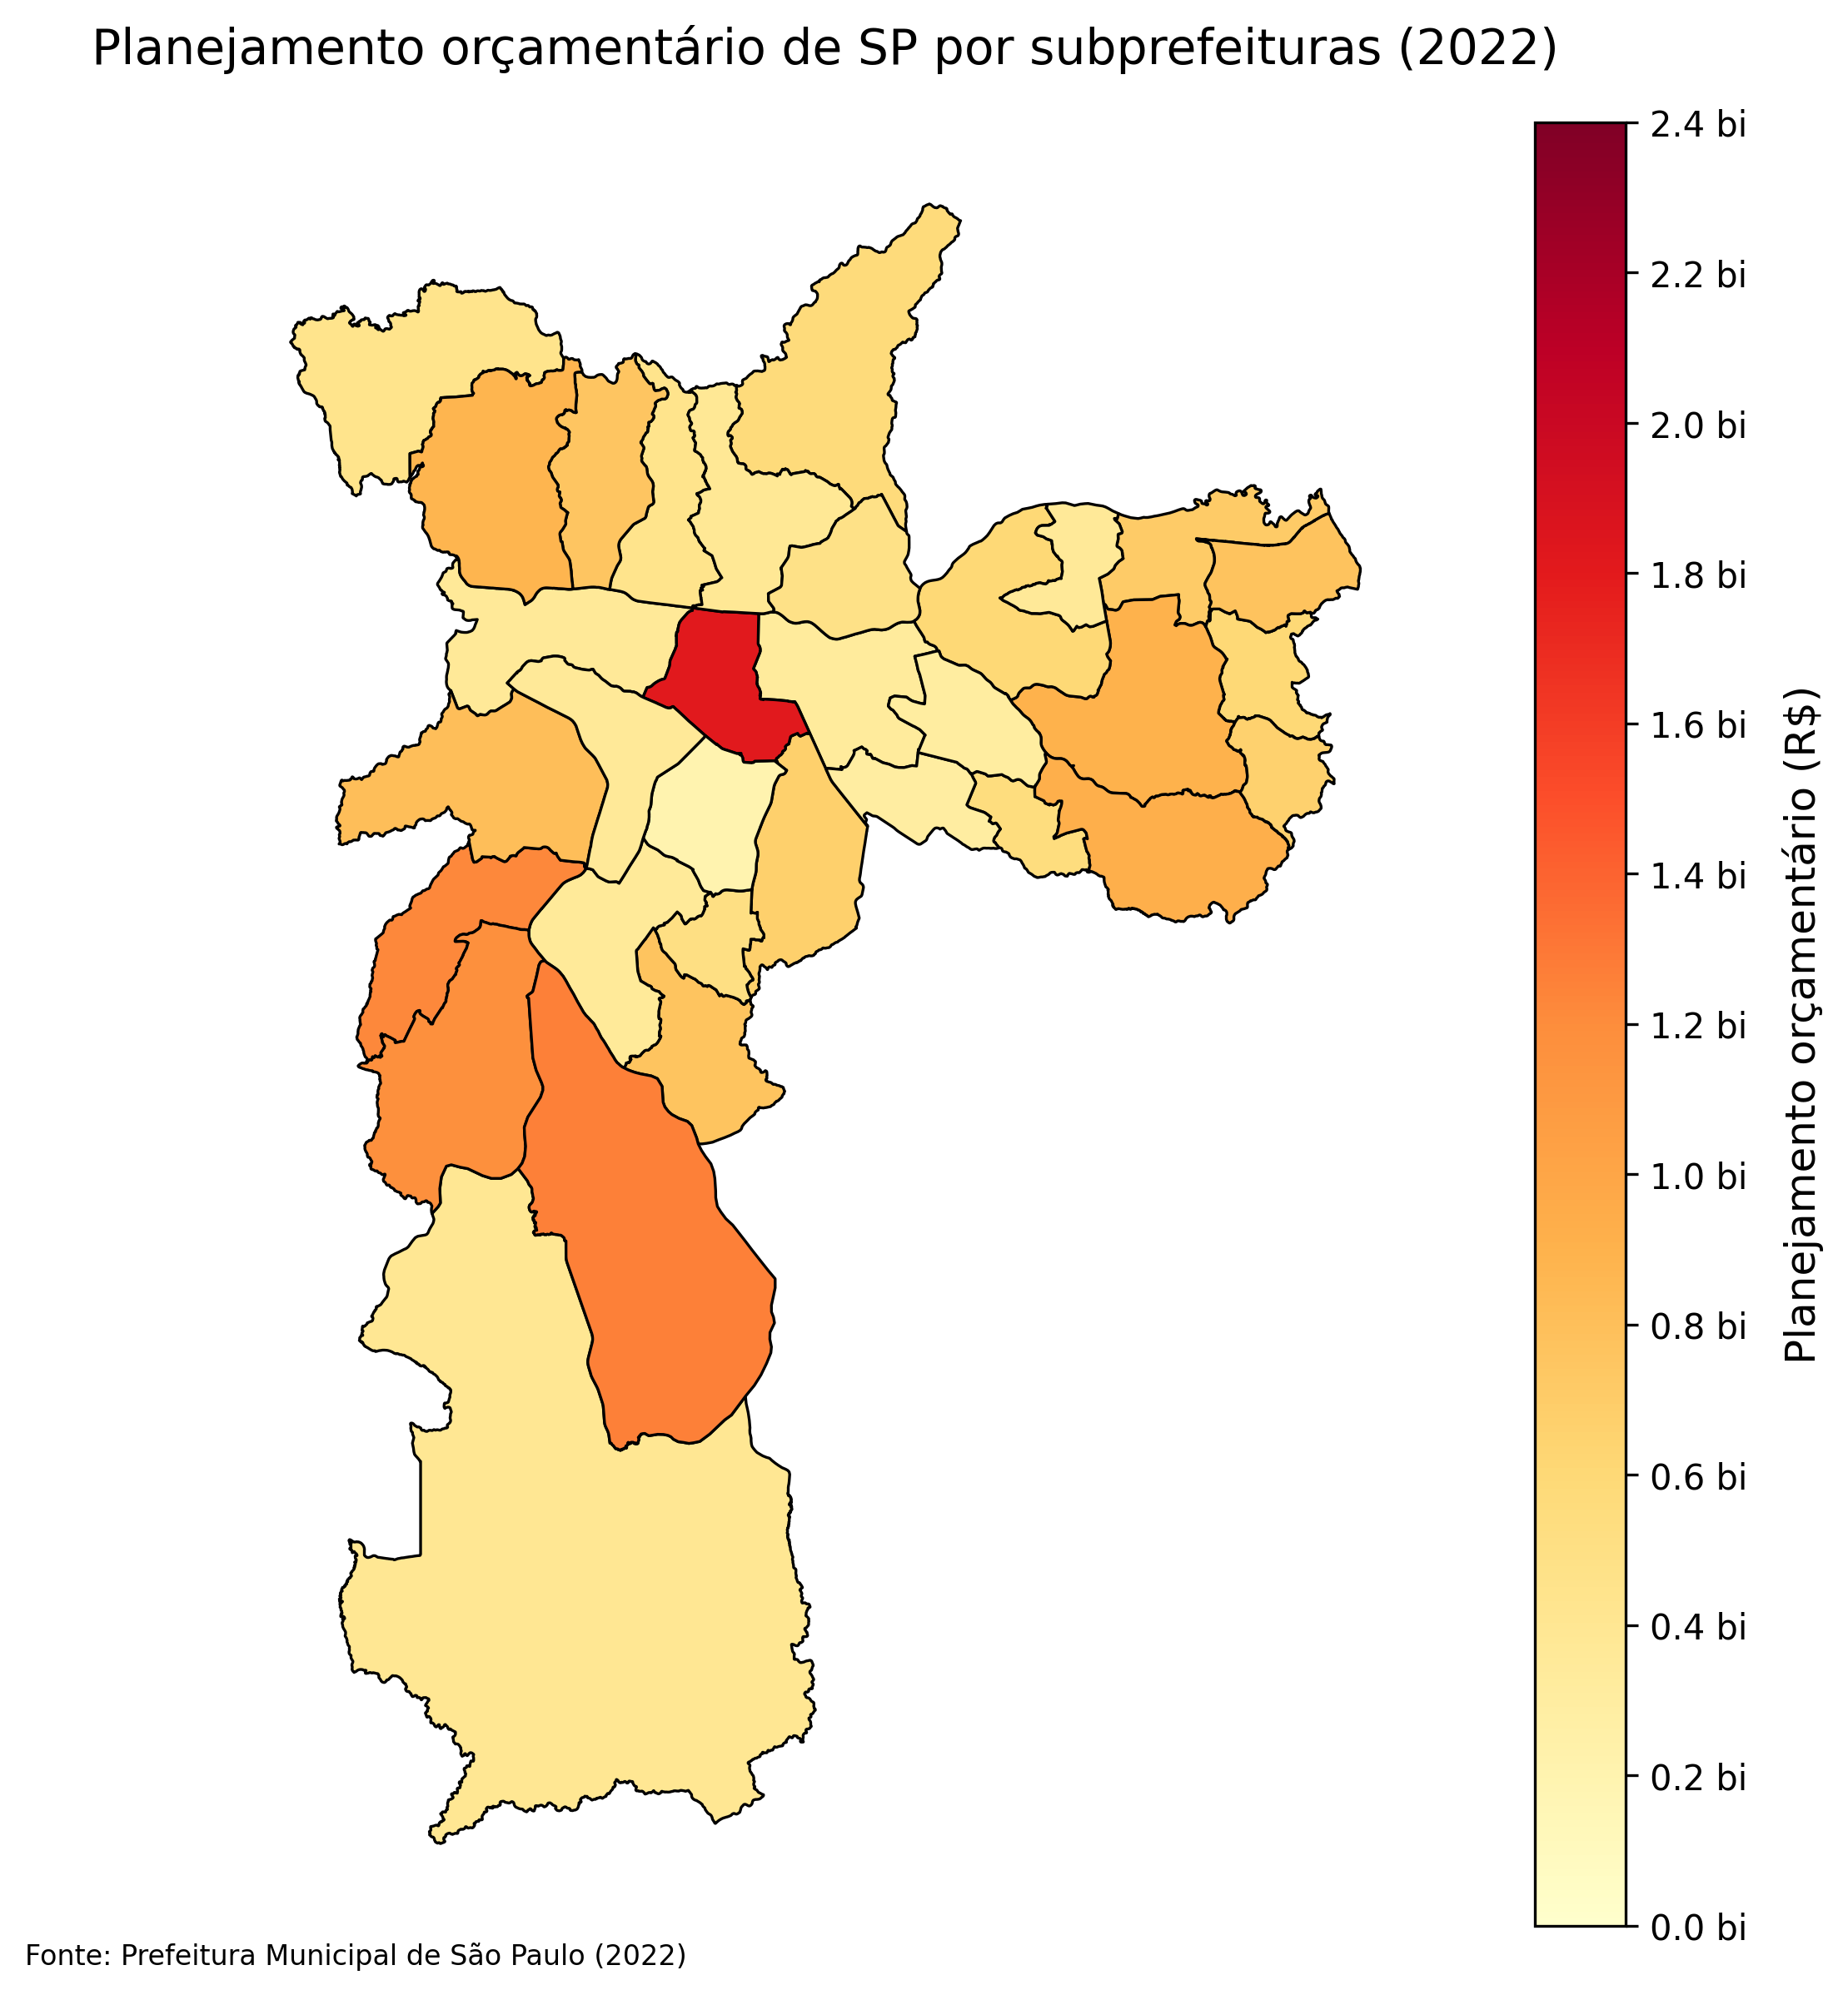 Planejamento orçamentário de SP por subprefeituras (2022)
2.4 bi
2.2 bi
2.0 bi
1.8 bi
1.6 bi
1.4 bi
1.2 bi
1.0 bi
0.8 bi
0.6 bi
0.4 bi
0.2 bi
0.0 bi
Planejamento orçamentário (R$)
Fonte: Prefeitura Municipal de São Paulo (2022)